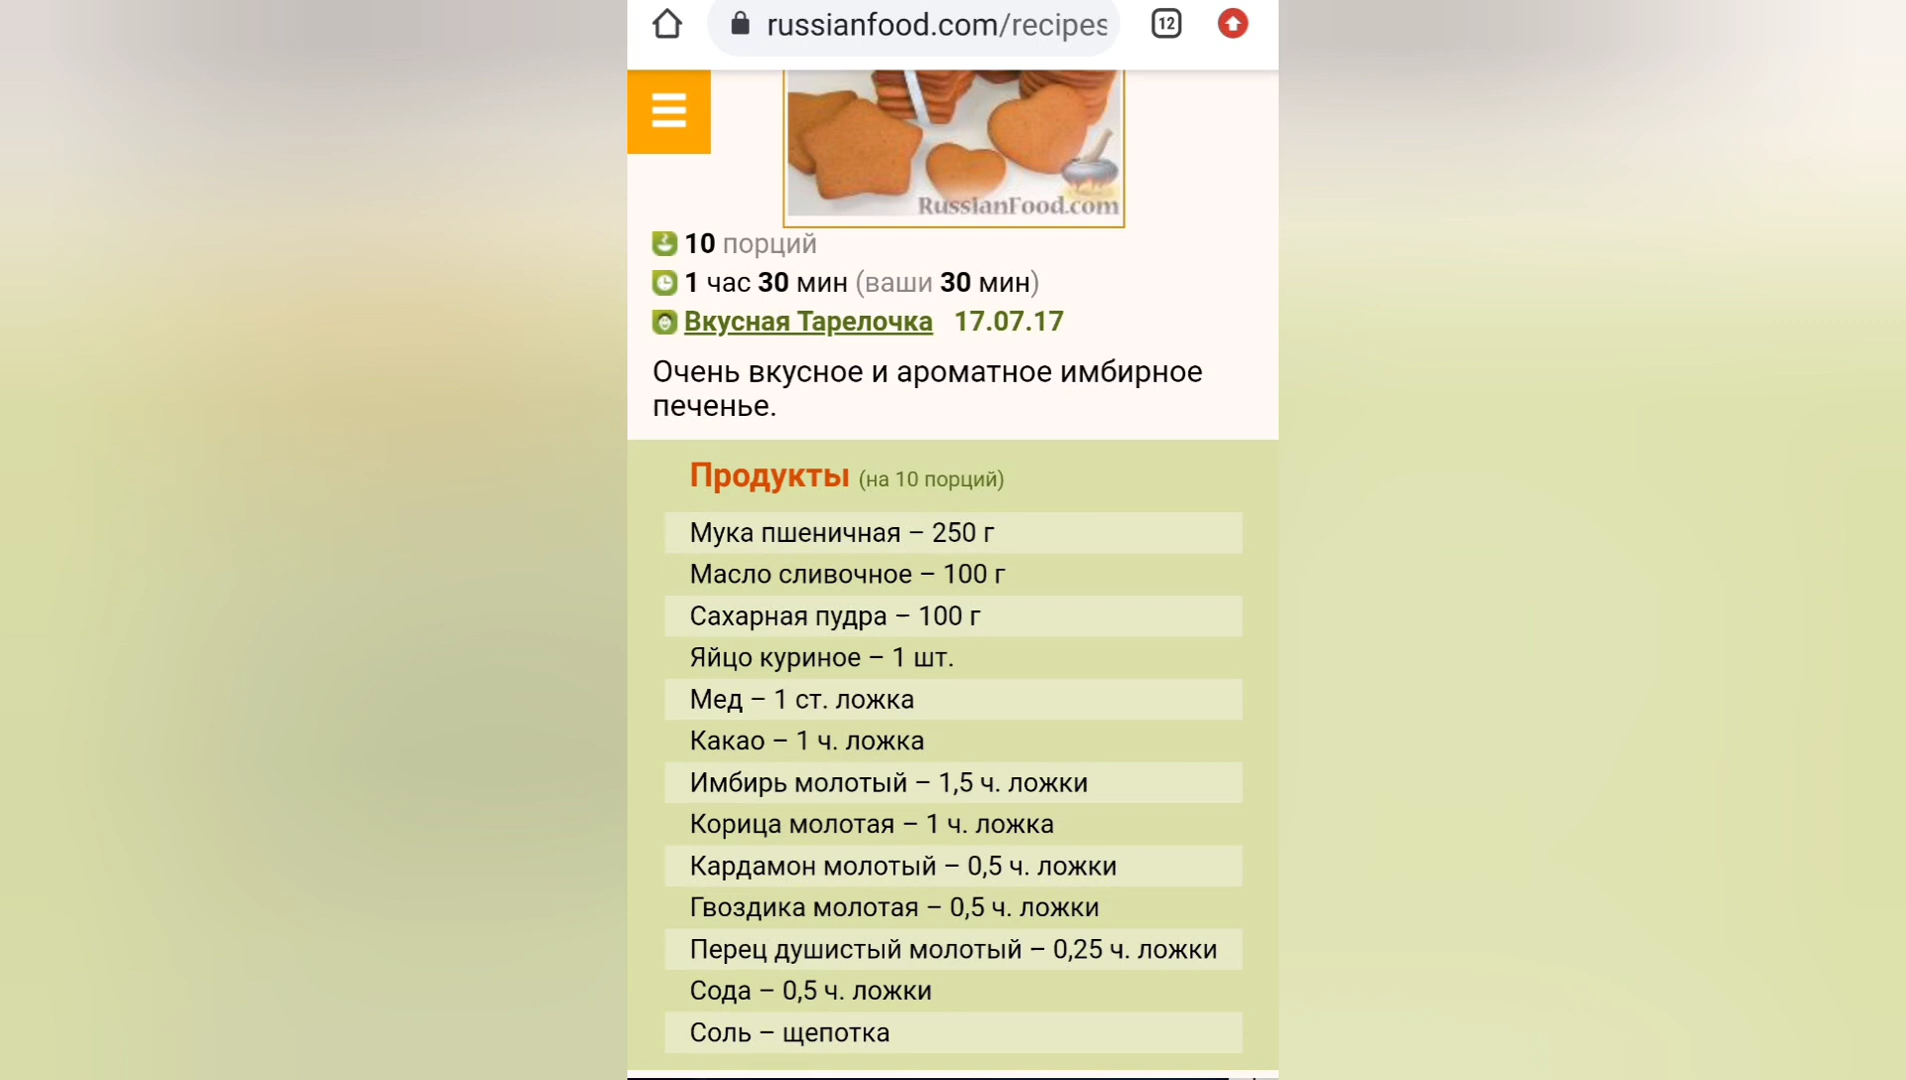 russianfood.com/recipes
12
RussianFood.com
10 порций
1 час 30 мин (ваши 30 мин)
Вкусная Тарелочка 17.07.17
Очень вкусное и ароматное имбирное
печенье.
Продукты (на 10 порций)
Мука пшеничная – 250 г
Масло сливочное – 100 г
Сахарная пудра – 100 г
Яйцо куриное – 1 шт.
Мед – 1 ст. ложка
Какао – 1 ч. ложка
Имбирь молотый – 1,5 ч. ложки
Корица молотая – 1 ч. ложка
Кардамон молотый – 0,5 ч. ложки
Гвоздика молотая – 0,5 ч. ложки
Перец душистый молотый – 0,25 ч. ложки
Сода – 0,5 ч. ложки
Соль – щепотка